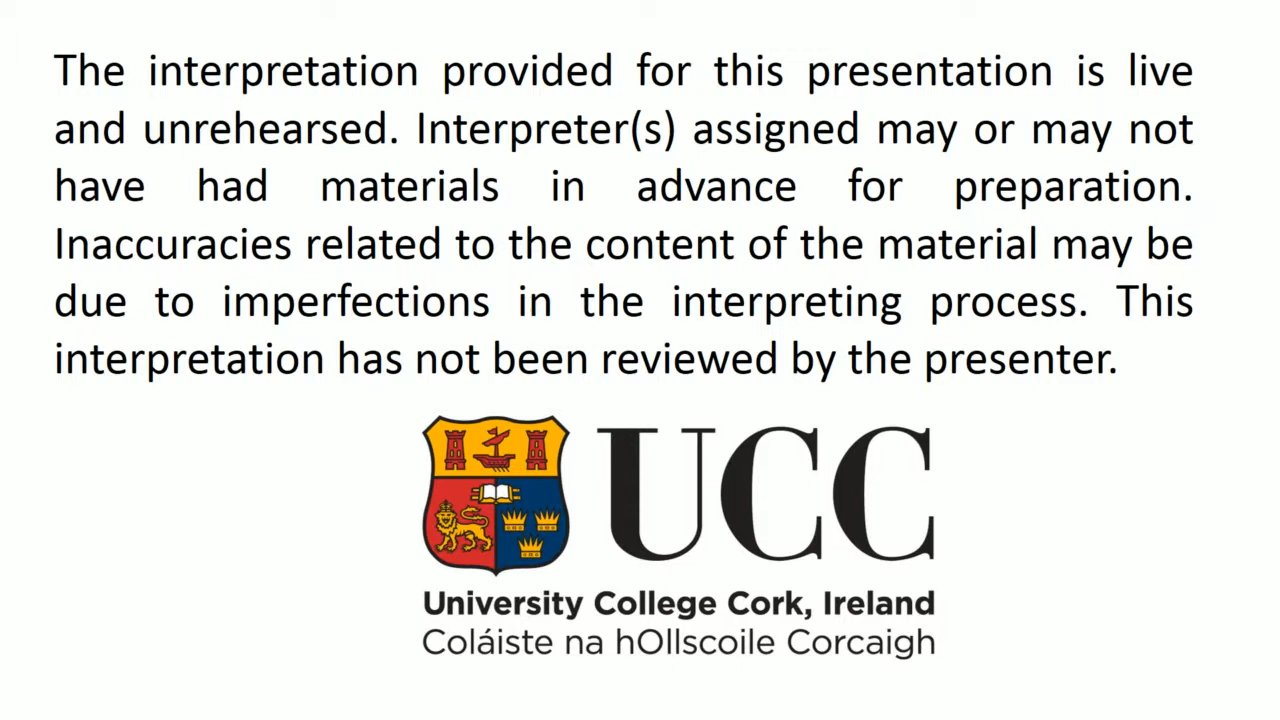 The interpretation provided for this presentation is live
and unrehearsed. Interpreter(s) assigned may or may not
have had materials in advance for preparation.
Inaccuracies related to the content of the material may be
due to imperfections in the interpreting process. This
interpretation has not been reviewed by the presenter.
UCC
University College Cork, Ireland
Coláiste na hOllscoile Corcaigh